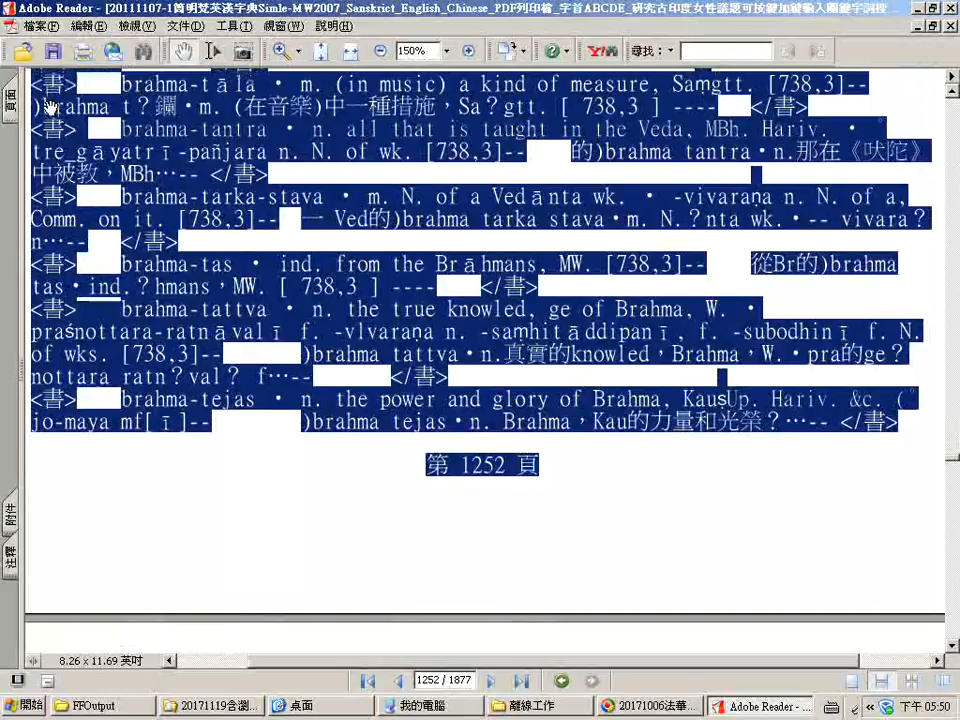 Adobe Reader - [20111107-1簡明梵英漢字典Simle-MW2007_Sanskrict_English_Chinese_PDF列印檔_字首ABCDE_研究古印度女性議題可按鍵加鍵輸入關鍵字詞搜
檔案(F) 編輯(E) 檢視(V) 文件(D) 工具(T) 視窗(W) 說明(H)
150% 尋找：
頁面
<書> brahma-tāla • m. (in music) a kind of measure, Saṃgtt. [738,3]--
)brahma t？鑭•m. (在音樂)中一種措施，Sa？gtt. [ 738,3 ] ---- </書>
<書> brahma-tantra • n. all that is taught in the Veda, MBh. Hariv. • °
tre_gāyatrī-pañjara n. N. of wk. [738,3]-- 的)brahma tantra•n.那在《吠陀》
中被教，MBh…-- </書>
<書> brahma-tarka-stava • m. N. of a Vedānta wk. • -vivaraṇa n. N. of a,
Comm. on it. [738,3]-- 一 Ved的)brahma tarka stava•m. N.？nta wk.•-- vivara？
n…-- </書>
<書> brahma-tas • ind. from the Brāhmans, MW. [738,3]-- 從Br的)brahma
tas•ind.？hmans，MW. [ 738,3 ] ---- </書>
<書> brahma-tattva • n. the true knowled, ge of Brahma, W. •
praśnottara-ratnāvalī f. -vlvaraṇa n. -saṃhitāddipanī, f. -subodhinī f. N.
of wks. [738,3]-- )brahma tattva•n.真實的knowled，Brahma，W.•pra的ge？
nottara ratn？val？ f…-- </書>
<書> brahma-tejas • n. the power and glory of Brahma, KauṣUp. Hariv. &c. (°
jo-maya mf[ī]-- )brahma tejas•n. Brahma，Kau的力量和光榮？…-- </書>
第 1252 頁
附件
注釋
8.26 x 11.69 英吋
1252 / 1877
開始 FFOutput 20171119含瀏... 桌面 我的電腦 離線工作 20171006法華... Adobe Reader - [... 下午 05:50